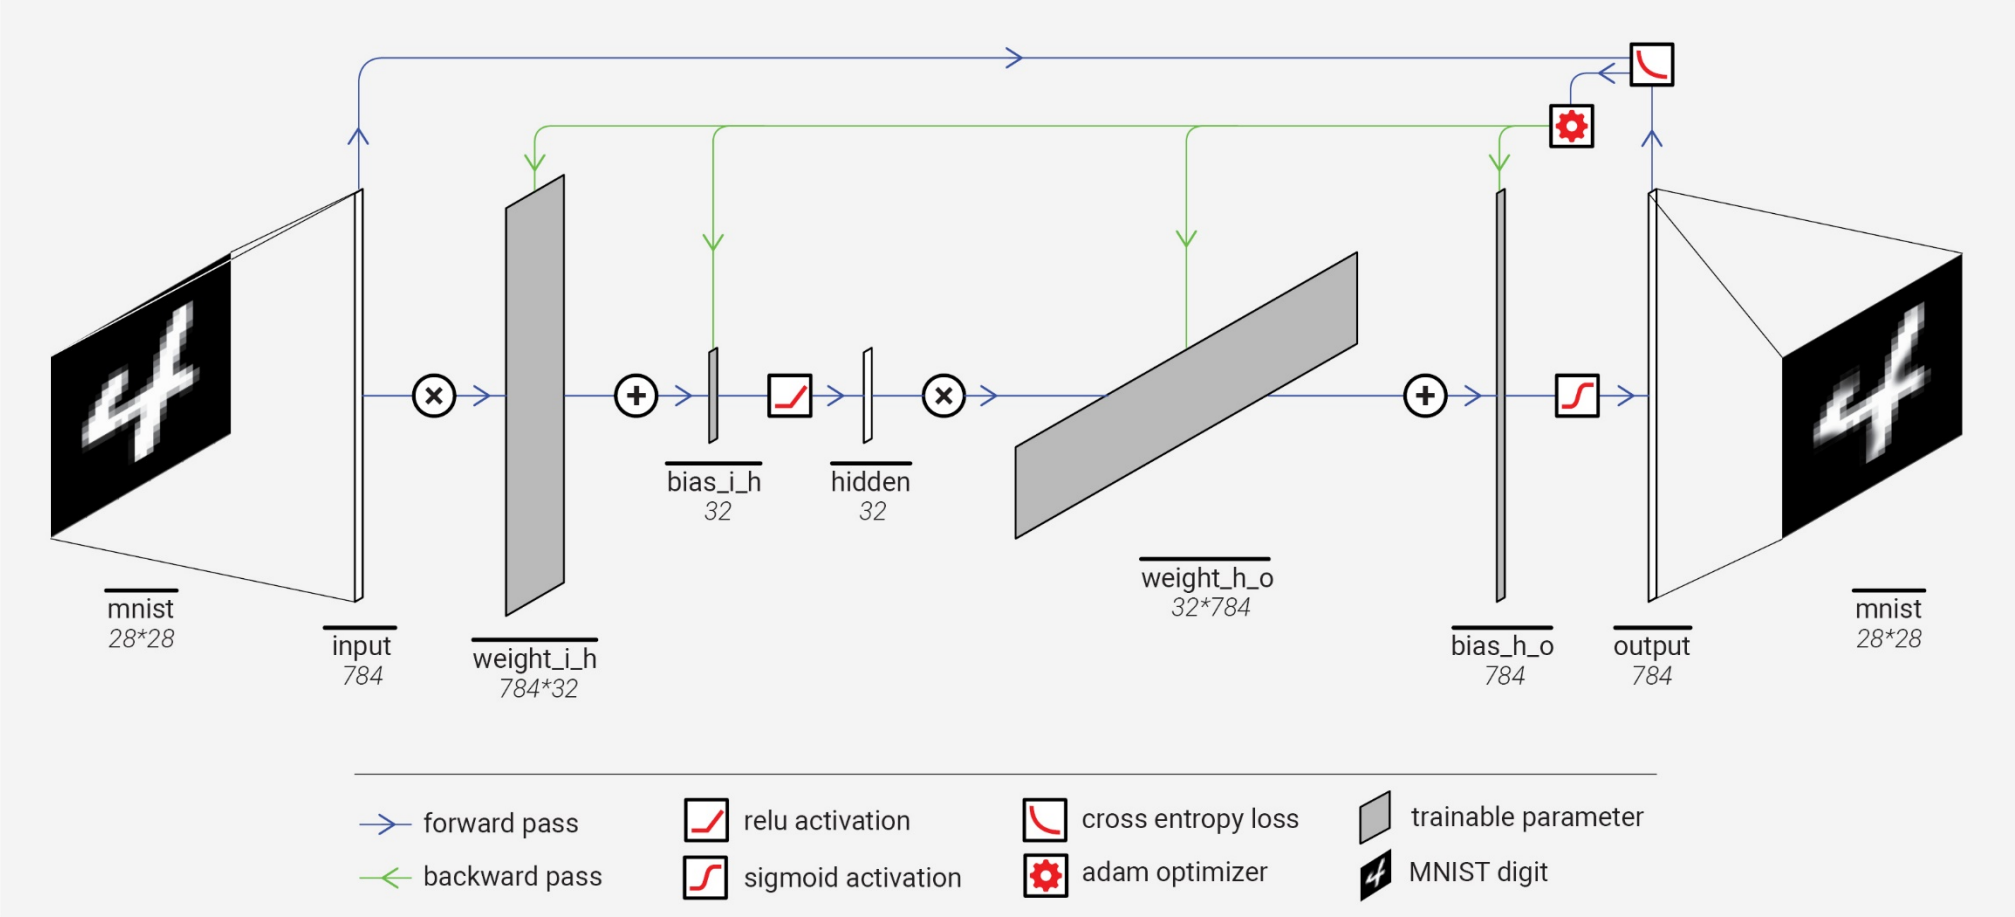 bias_i_h
32
hidden
32
weight_h_o
32*784
mnist
28*28
input
784
weight_i_h
784*32
bias_h_o
784
output
784
mnist
28*28
forward pass
relu activation
cross entropy loss
trainable parameter
backward pass
sigmoid activation
adam optimizer
MNIST digit